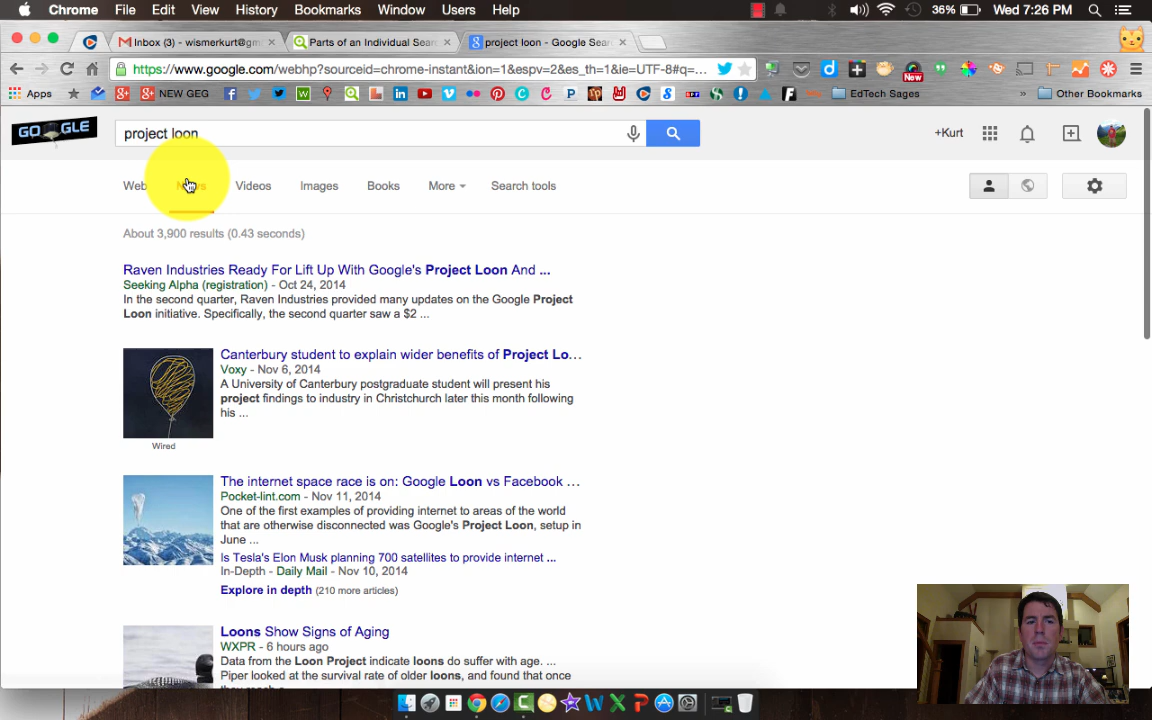 Chrome File Edit View History Bookmarks Window Users Help 36% Wed 7:26 PM
Inbox (3) - wismerkurt@gm Parts of an Individual Sear project loon - Google Sear
https://www.google.com/webhp?sourceid=chrome-instant&ion=1&espv=2&es_th=1&ie=UTF-8#q=... New
Apps NEW GEG EdTech Sages » Other Bookmarks
GOOGLE project loon +Kurt
Web News Videos Images Books More Search tools
About 3,900 results (0.43 seconds)
Raven Industries Ready For Lift Up With Google's Project Loon And ...
Seeking Alpha (registration) - Oct 24, 2014
In the second quarter, Raven Industries provided many updates on the Google Project
Loon initiative. Specifically, the second quarter saw a $2 ...
Canterbury student to explain wider benefits of Project Lo...
Voxy - Nov 6, 2014
A University of Canterbury postgraduate student will present his
project findings to industry in Christchurch later this month following
his ...
Wired
The internet space race is on: Google Loon vs Facebook ...
Pocket-lint.com - Nov 11, 2014
One of the first examples of providing internet to areas of the world
that are otherwise disconnected was Google's Project Loon, setup in
June ...
Is Tesla's Elon Musk planning 700 satellites to provide internet ...
In-Depth - Daily Mail - Nov 10, 2014
Explore in depth (210 more articles)
Loons Show Signs of Aging
WXPR - 6 hours ago
Data from the Loon Project indicate loons do suffer with age. ...
Piper looked at the survival rate of older loons, and found that once